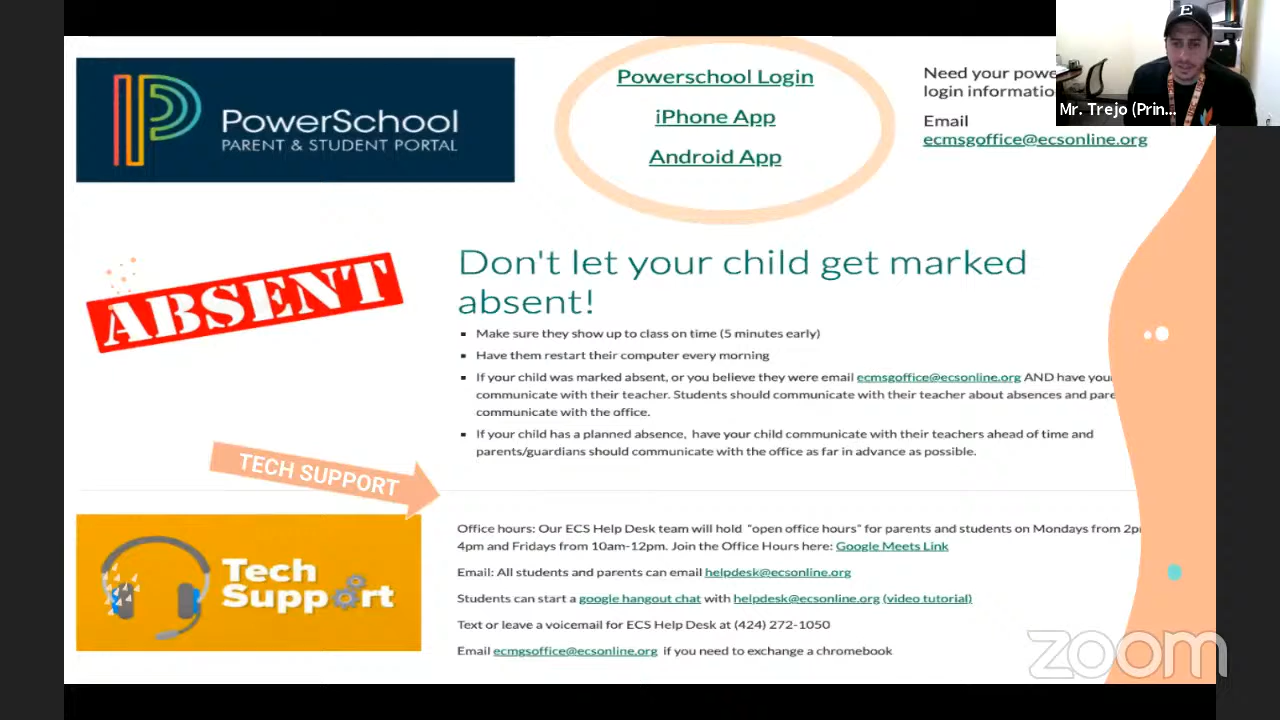 E
Mr. Trejo (Prin...
PowerSchool
PARENT & STUDENT PORTAL
Powerschool Login
iPhone App
Android App
Need your
login
Email
ecmsgoffice@ecsonline.org
ABSENT
Don't let your child get marked
absent!
Make sure they show up to class on time (5 minutes early)
Have them restart their computer every morning
If your child was marked absent, or you believe they were email ecmsgoffice@ecsonline.org AND have
communicate with their teacher. Students should communicate with their teacher about absences and
communicate with the office.
If your child has a planned absence, have your child communicate with their teachers ahead of time and
parents/guardians should communicate with the office as far in advance as possible.
TECH SUPPORT
Tech
Support
Office hours: Our ECS Help Desk team will hold "open office hours" for parents and students on Mondays from
4pm and Fridays from 10am-12pm. Join the Office Hours here: Google Meets Link
Email: All students and parents can email helpdesk@ecsonline.org
Students can start a google hangout chat with helpdesk@ecsonline.org (video tutorial)
Text or leave a voicemail for ECS Help Desk at (424) 272-1050
Email ecmgsoffice@ecsonline.org if you need to exchange a chromebook
zoom